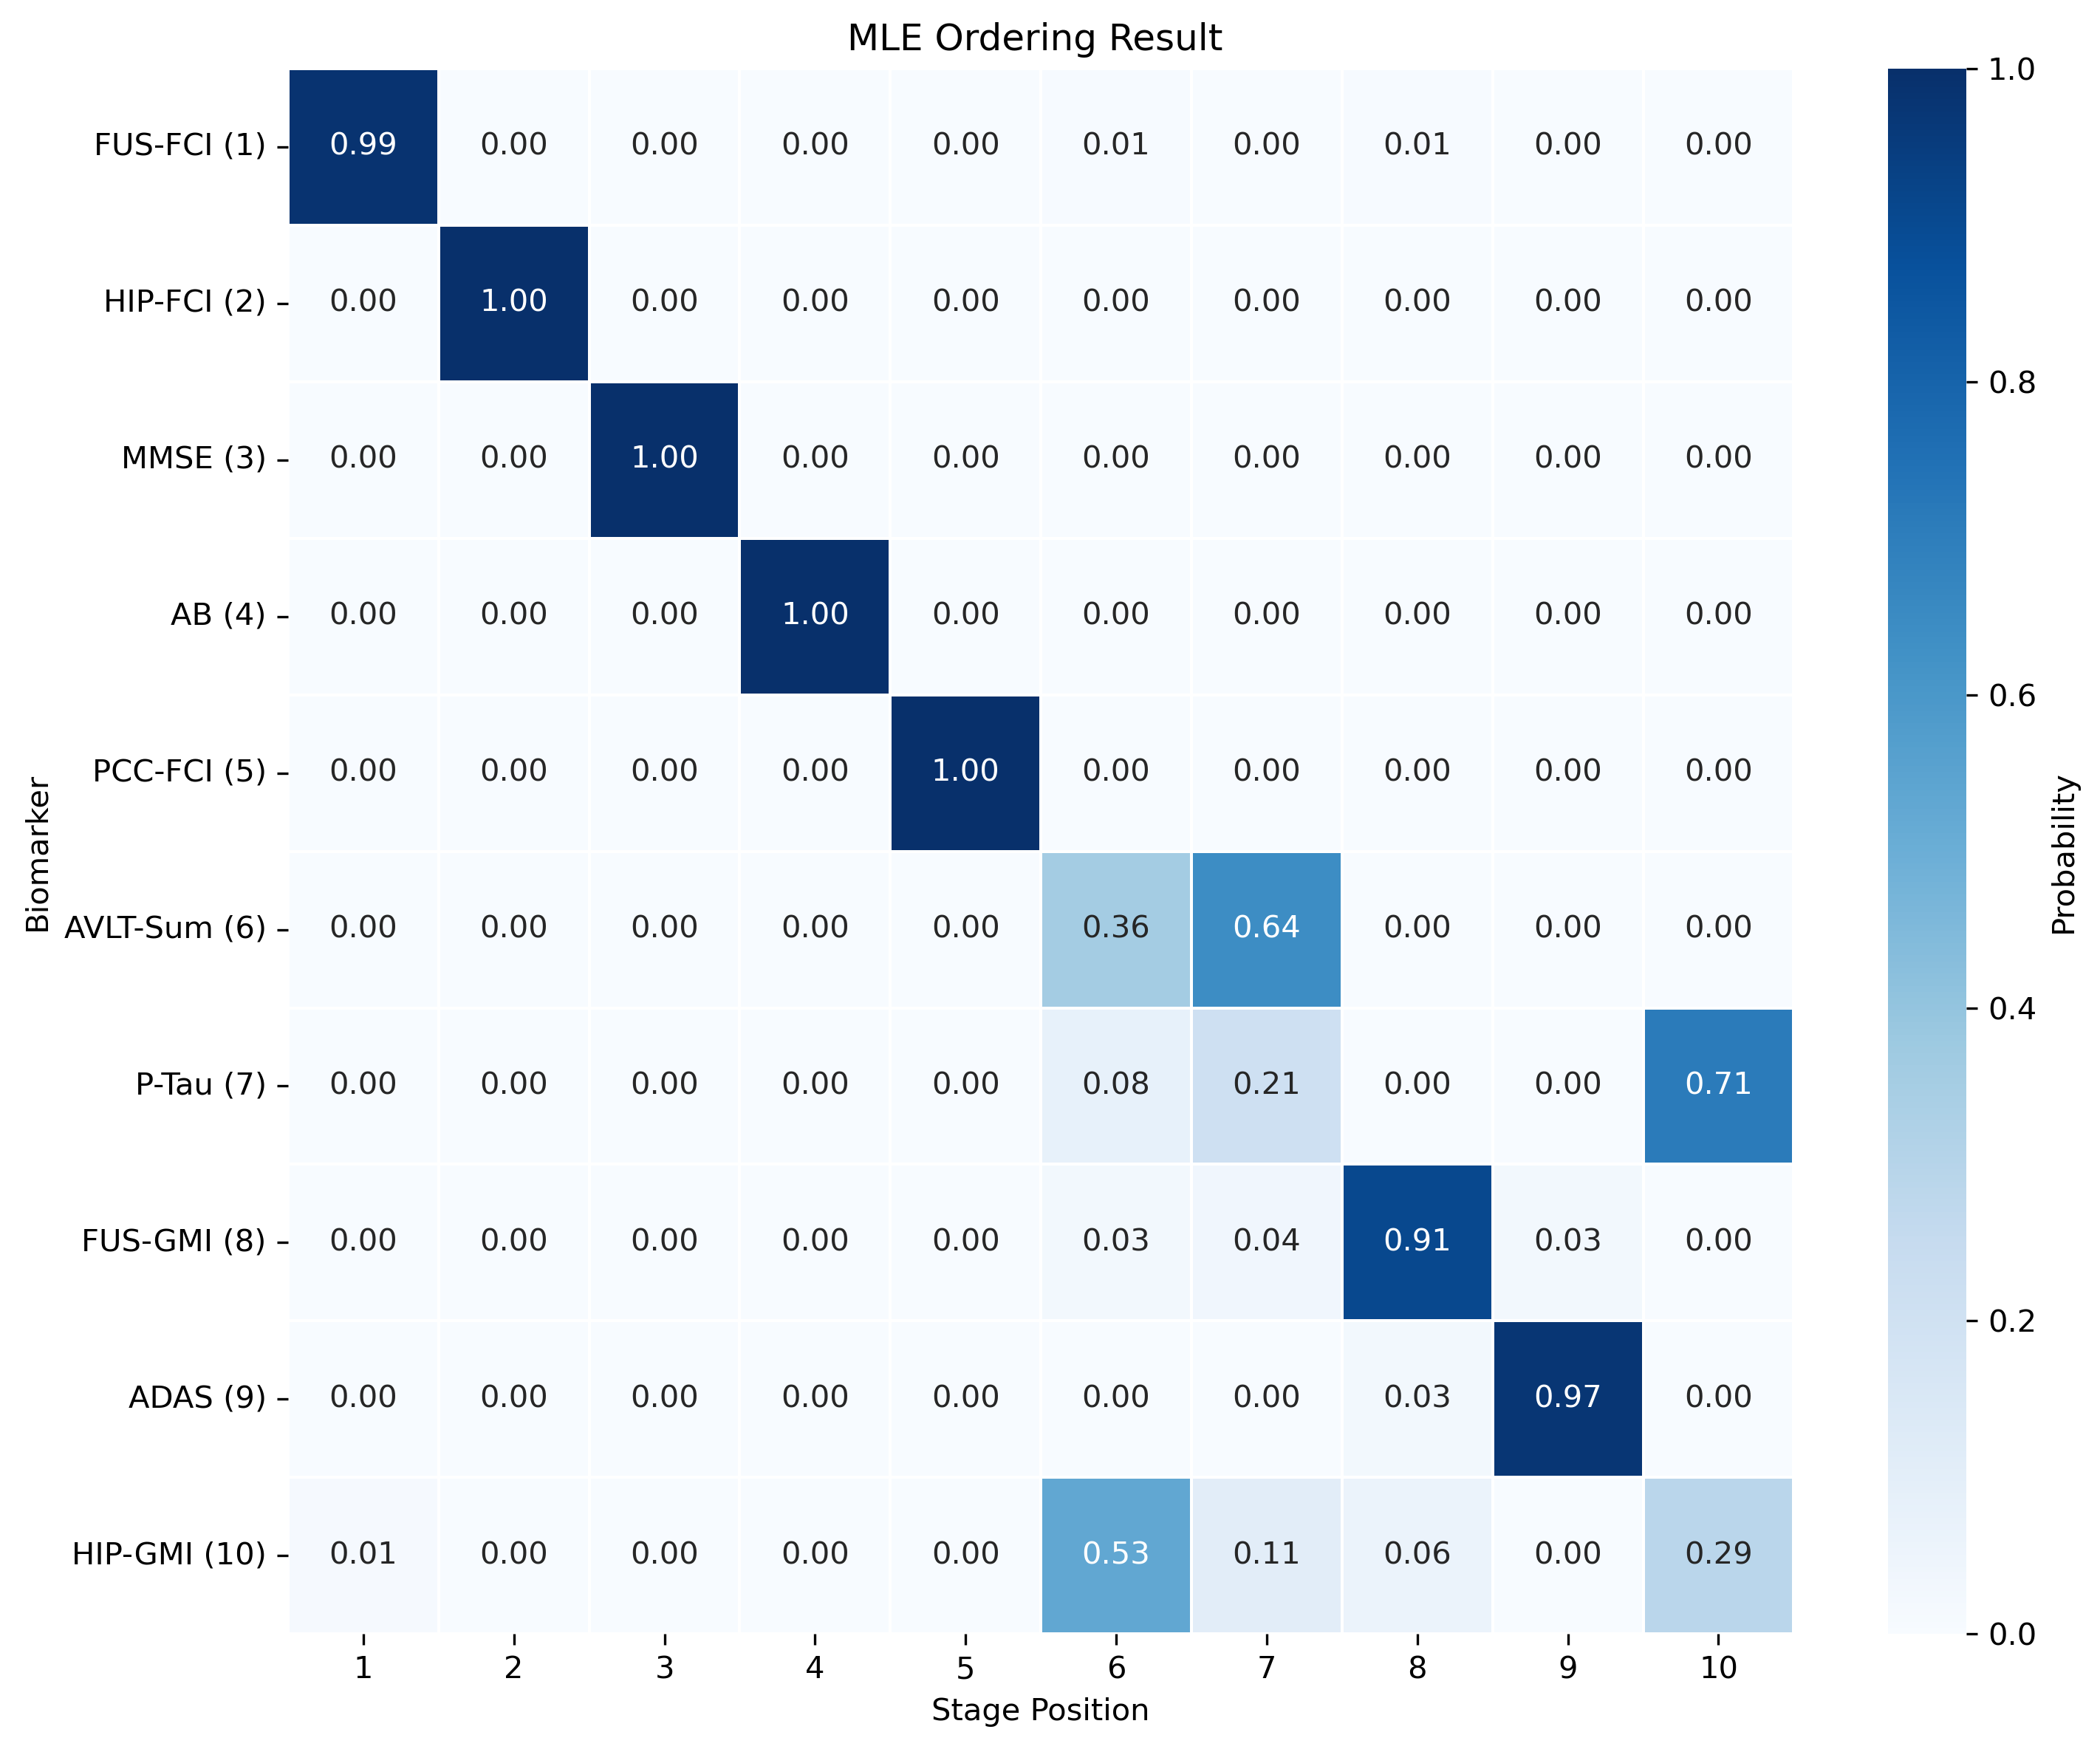 MLE Ordering Result
FUS-FCI (1) 0.99 0.00 0.00 0.00 0.00 0.01 0.00 0.01 0.00 0.00
HIP-FCI (2) 0.00 1.00 0.00 0.00 0.00 0.00 0.00 0.00 0.00 0.00
MMSE (3) 0.00 0.00 1.00 0.00 0.00 0.00 0.00 0.00 0.00 0.00
AB (4) 0.00 0.00 0.00 1.00 0.00 0.00 0.00 0.00 0.00 0.00
PCC-FCI (5) 0.00 0.00 0.00 0.00 1.00 0.00 0.00 0.00 0.00 0.00
AVLT-Sum (6) 0.00 0.00 0.00 0.00 0.00 0.36 0.64 0.00 0.00 0.00
P-Tau (7) 0.00 0.00 0.00 0.00 0.00 0.08 0.21 0.00 0.00 0.71
FUS-GMI (8) 0.00 0.00 0.00 0.00 0.00 0.03 0.04 0.91 0.03 0.00
ADAS (9) 0.00 0.00 0.00 0.00 0.00 0.00 0.00 0.03 0.97 0.00
HIP-GMI (10) 0.01 0.00 0.00 0.00 0.00 0.53 0.11 0.06 0.00 0.29
1 2 3 4 5 6 7 8 9 10
Stage Position
Biomarker
1.0
0.8
0.6
0.4
0.2
0.0
Probability